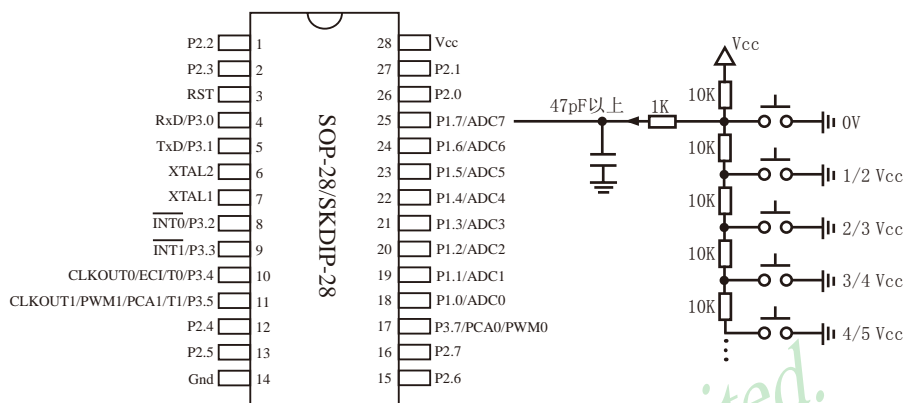 P2.2
P2.3
RST
RxD/P3.0
TxD/P3.1
XTAL2
XTAL1
INT0/P3.2
INT1/P3.3
CLKOUT0/ECI/T0/P3.4
CLKOUT1/PWM1/PCA1/T1/P3.5
P2.4
P2.5
Gnd
1
2
3
4
5
6
7
8
9
10
11
12
13
14
SOP-28/SKDIP-28
28
27
26
25
24
23
22
21
20
19
18
17
16
15
Vcc
P2.1
P2.0
P1.7/ADC7
P1.6/ADC6
P1.5/ADC5
P1.4/ADC4
P1.3/ADC3
P1.2/ADC2
P1.1/ADC1
P1.0/ADC0
P3.7/PCA0/PWM0
P2.7
P2.6
47pF以上
1K
Vcc
10K
10K
10K
10K
10K
0V
1/2 Vcc
2/3 Vcc
3/4 Vcc
4/5 Vcc